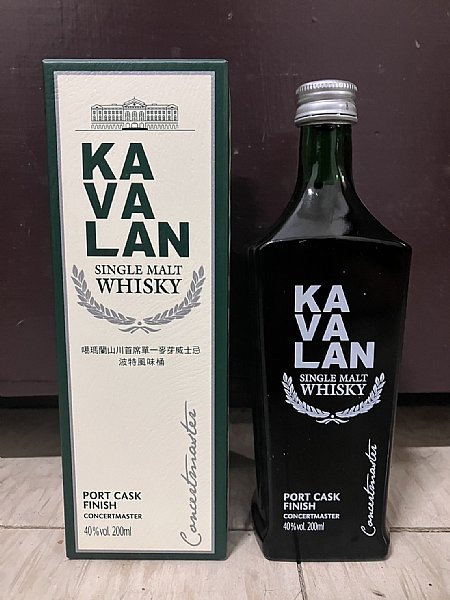 KA
VA
LAN
SINGLE MALT
WHISKY
噶瑪蘭山川首席單一麥芽威士忌
波特風味桶
Concertmaster
PORT CASK
FINISH
CONCERTMASTER
40%vol. 200ml
KA
VA
LAN
SINGLE MALT
WHISKY
Concertmaster
PORT CASK
FINISH
CONCERTMASTER
40%vol. 200ml